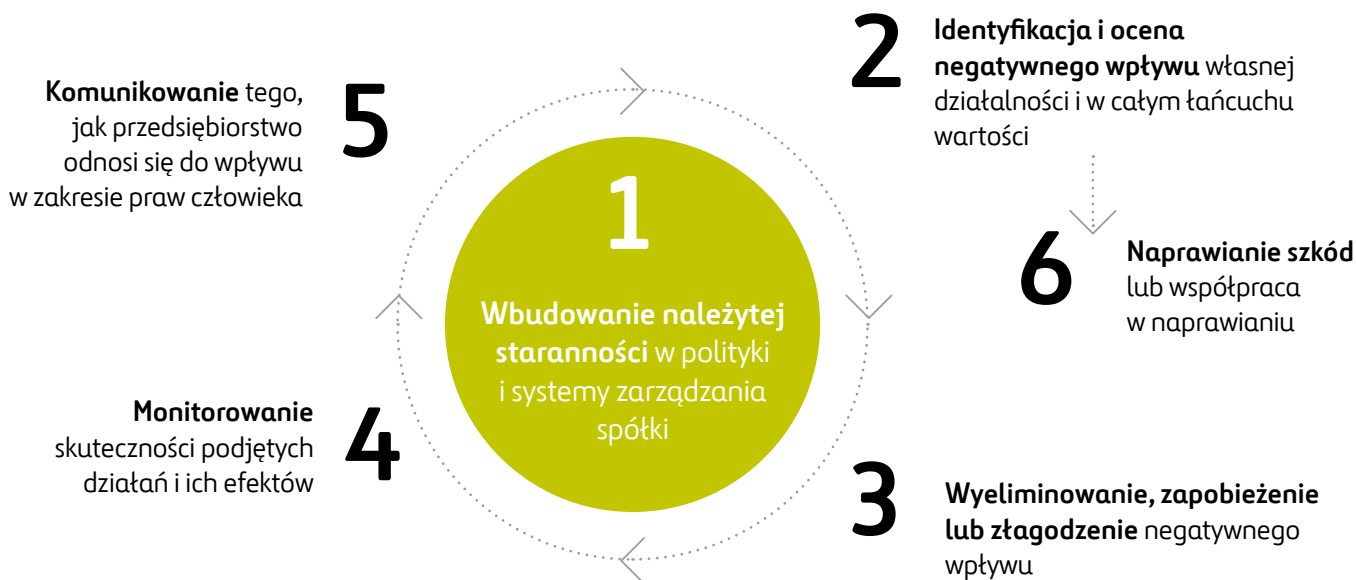 1
Wbudowanie należytej
staranności w polityki
i systemy zarządzania
spółki
2
Identyfikacja i ocena
negatywnego wpływu własnej
działalności i w całym łańcuchu
wartości
6
Naprawianie szkód
lub współpraca
w naprawianiu
3
Wyeliminowanie, zapobieżenie
lub złagodzenie negatywnego
wpływu
4
Monitorowanie
skuteczności podjętych
działań i ich efektów
5
Komunikowanie tego,
jak przedsiębiorstwo
odnosi się do wpływu
w zakresie praw człowieka